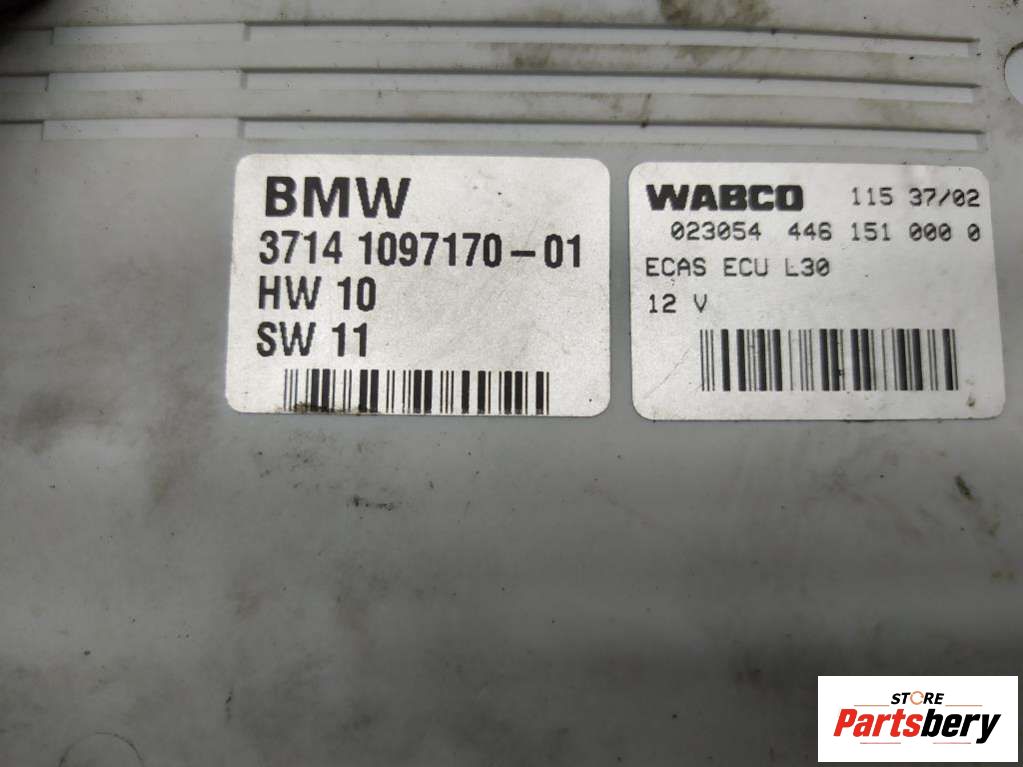 BMW
3714 1097170-01
HW 10
SW 11
WABCO 115 37/02
023054 446 151 000 0
ECAS ECU L30
12 V
STORE
Partsbery